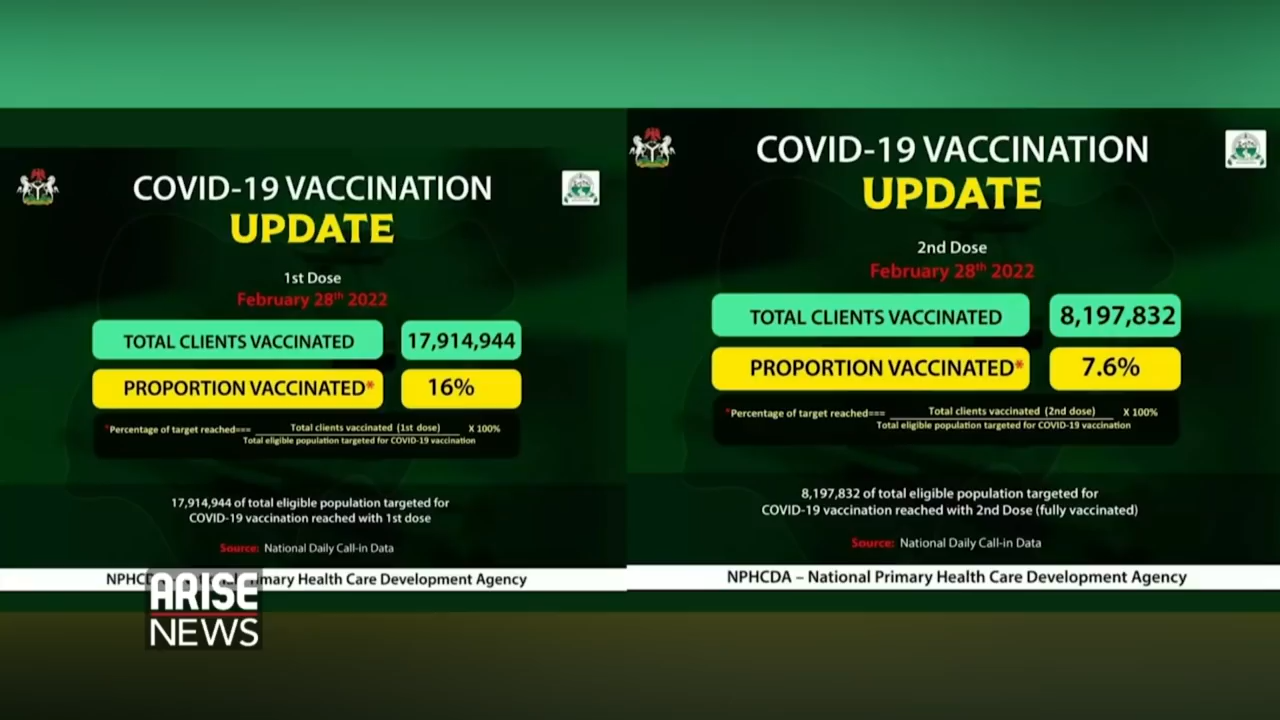 COVID-19 VACCINATION
UPDATE
1st Dose
February 28th 2022
TOTAL CLIENTS VACCINATED 17,914,944
PROPORTION VACCINATED* 16%
*Percentage of target reached=== Total clients vaccinated (1st dose) X 100%
Total eligible population targeted for COVID-19 vaccination
17,914,944 of total eligible population targeted for
COVID-19 vaccination reached with 1st dose
Source: National Daily Call-in Data
NPHC mary Health Care Development Agency
ARISE
NEWS
COVID-19 VACCINATION
UPDATE
2nd Dose
February 28th 2022
TOTAL CLIENTS VACCINATED 8,197,832
PROPORTION VACCINATED* 7.6%
*Percentage of target reached=== Total clients vaccinated (2nd dose) X 100%
Total eligible population targeted for COVID-19 vaccination
8,197,832 of total eligible population targeted for
COVID-19 vaccination reached with 2nd Dose (fully vaccinated)
Source: National Daily Call-in Data
NPHCDA – National Primary Health Care Development Agency